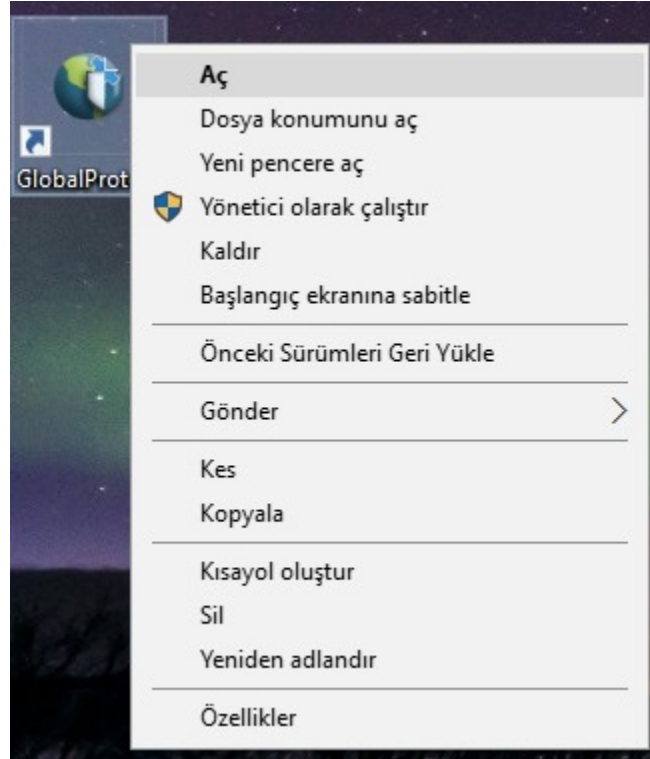 GlobalProt
Aç
Dosya konumunu aç
Yeni pencere aç
Yönetici olarak çalıştır
Kaldır
Başlangıç ekranına sabitle
Önceki Sürümleri Geri Yükle
Gönder
Kes
Kopyala
Kısayol oluştur
Sil
Yeniden adlandır
Özellikler